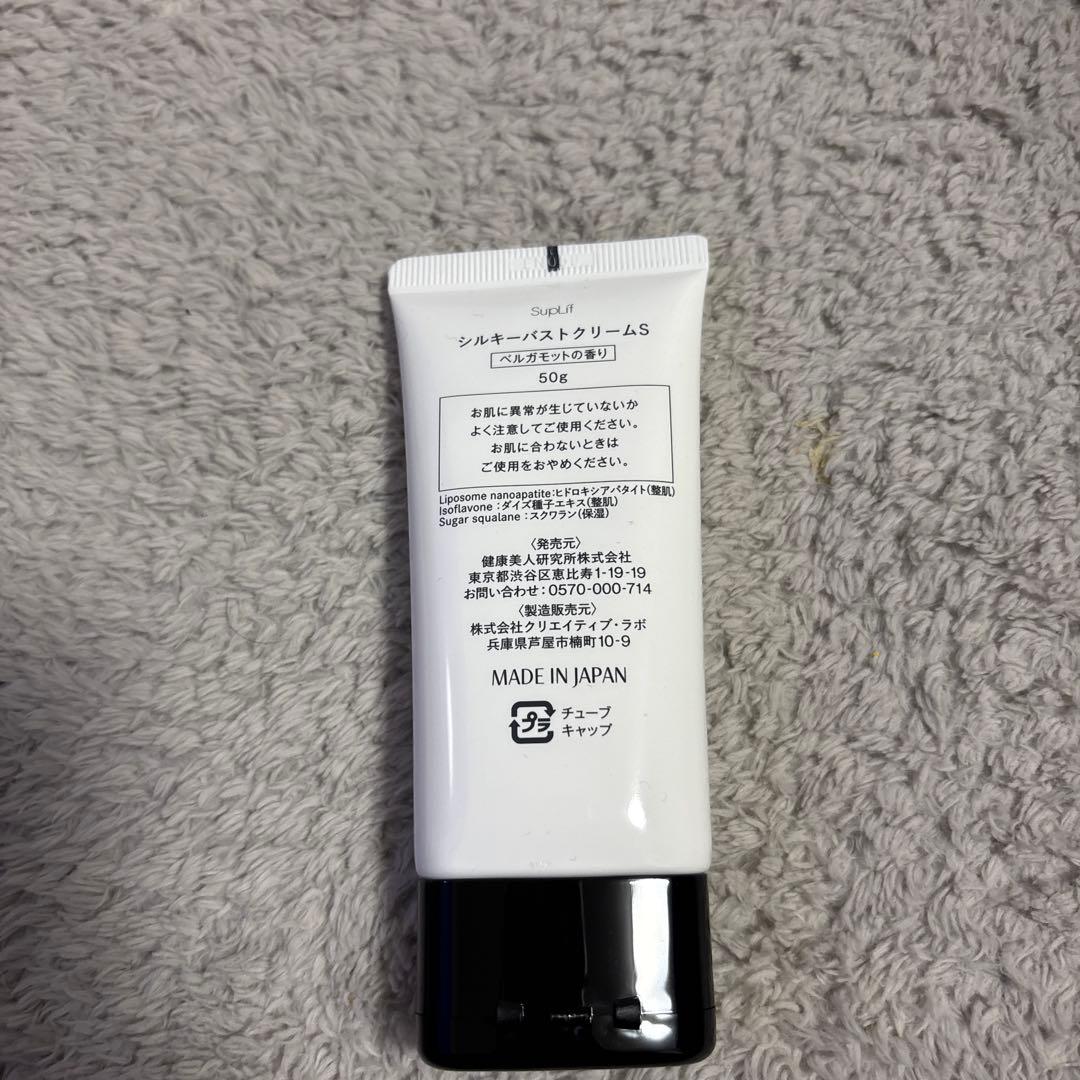 SupLif
シルキーバストクリームS
ベルガモットの香り
50g
お肌に異常が生じていないか
よく注意してご使用ください。
お肌に合わないときは
ご使用をおやめください。
Liposome nanoapatite:ヒドロキシアパタイト(整肌)
Isoflavone :ダイズ種子エキス(整肌)
Sugar squalane :スクワラン(保湿)
〈発売元〉
健康美人研究所株式会社
東京都渋谷区恵比寿1-19-19
お問い合わせ:0570-000-714
〈製造販売元〉
株式会社クリエイティブ・ラボ
兵庫県芦屋市楠町10-9
MADE IN JAPAN
プラ
チューブ
キャップ